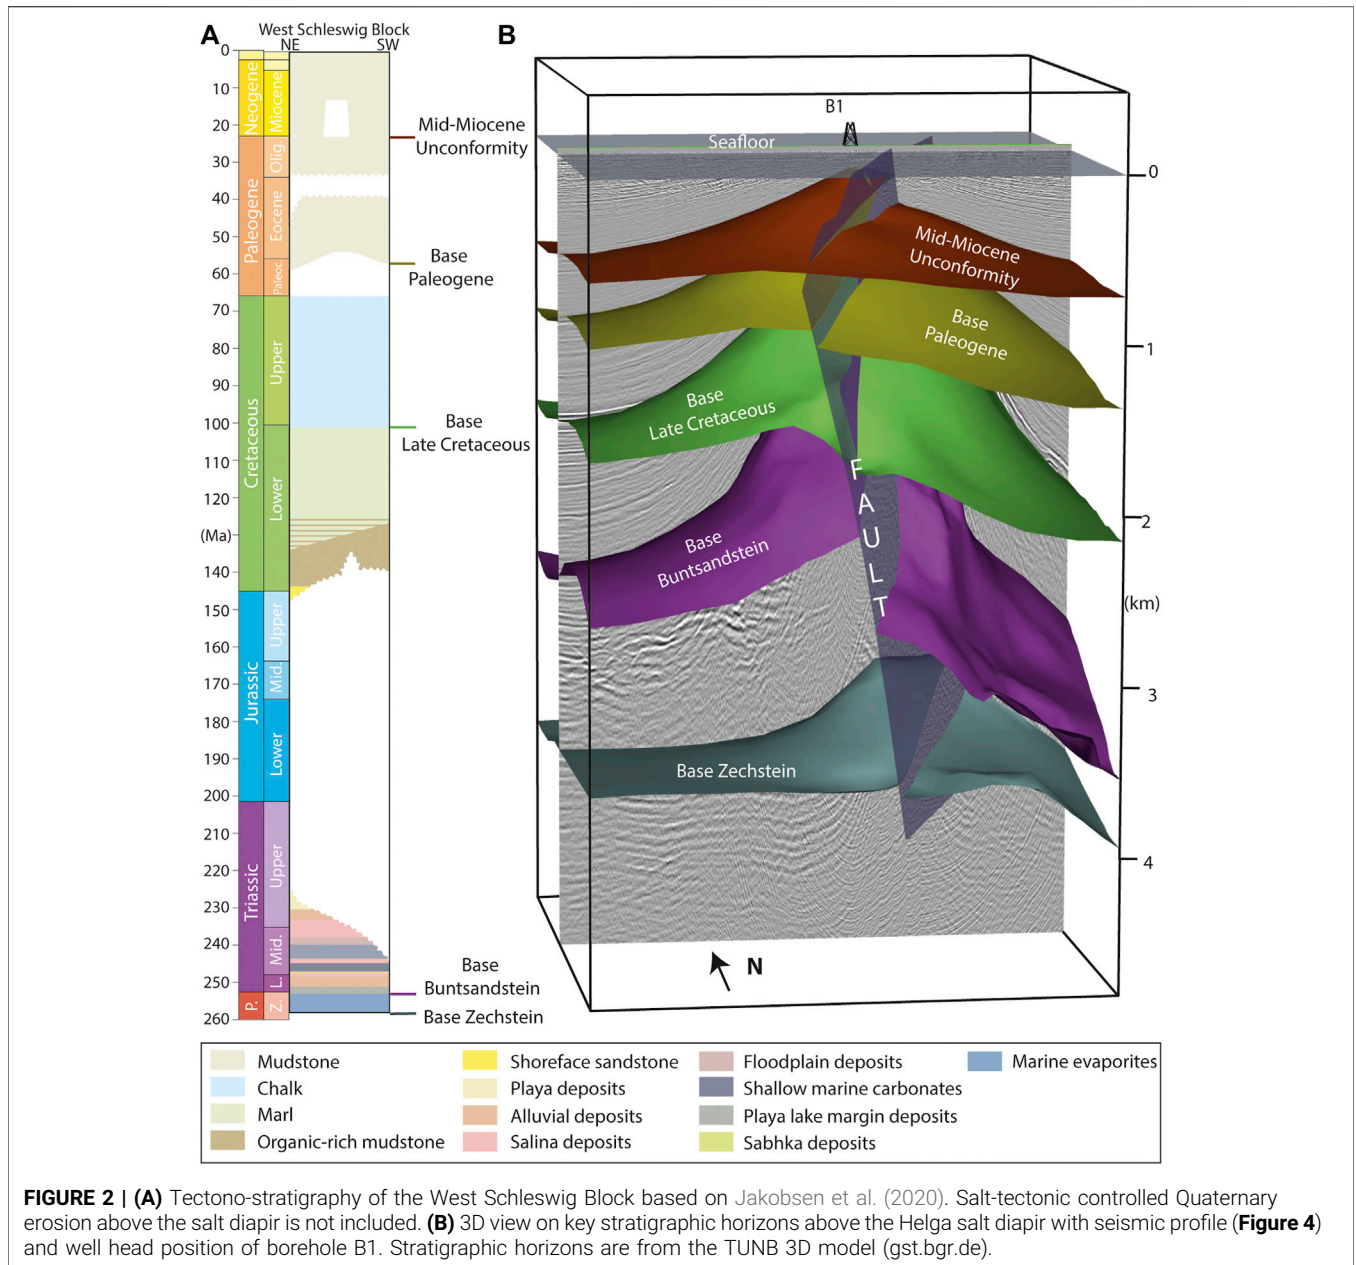 A
West Schleswig Block
NE
SW
0
10
20
30
40
50
60
70
80
90
100
110
120
(Ma)
140
150
160
170
180
190
200
210
220
230
240
250
260
Neogene
Paleogene
Cretaceous
Jurassic
Triassic
P.
Miocene
Olig.
Eocene
Paleoc.
Upper
Lower
Upper
Mid.
Lower
Upper
Mid.
L.
Z.
Mid-Miocene
Unconformity
Base
Paleogene
Base
Late Cretaceous
Base
Buntsandstein
Base Zechstein
B
B1
Seafloor
Mid-Miocene
Unconformity
Base
Paleogene
Base
Late Cretaceous
Base
Buntsandstein
Base Zechstein
FAULT
0
1
2
(km)
3
4
N
Mudstone
Chalk
Marl
Organic-rich mudstone
Shoreface sandstone
Playa deposits
Alluvial deposits
Salina deposits
Floodplain deposits
Shallow marine carbonates
Playa lake margin deposits
Sabhka deposits
Marine evaporites
FIGURE 2 | (A) Tectono-stratigraphy of the West Schleswig Block based on Jakobsen et al. (2020). Salt-tectonic controlled Quaternary
erosion above the salt diapir is not included. (B) 3D view on key stratigraphic horizons above the Helga salt diapir with seismic profile (Figure 4)
and well head position of borehole B1. Stratigraphic horizons are from the TUNB 3D model (gst.bgr.de).